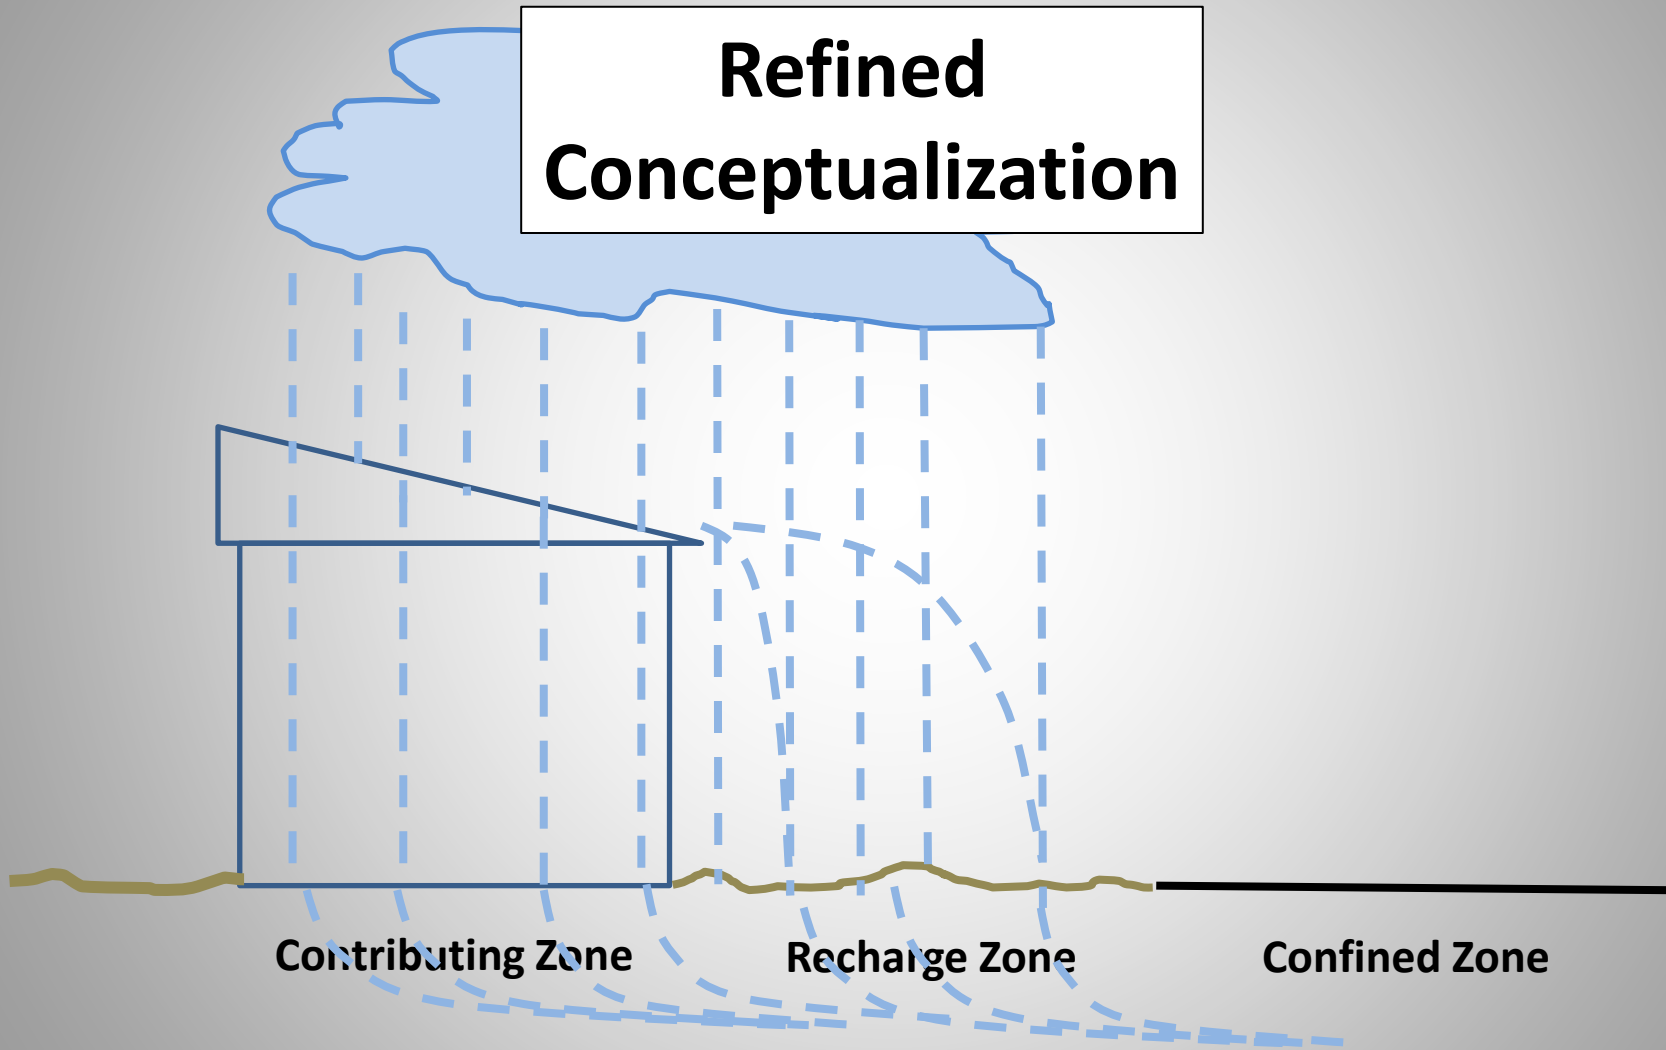 Refined
Conceptualization
Contributing Zone
Recharge Zone
Confined Zone